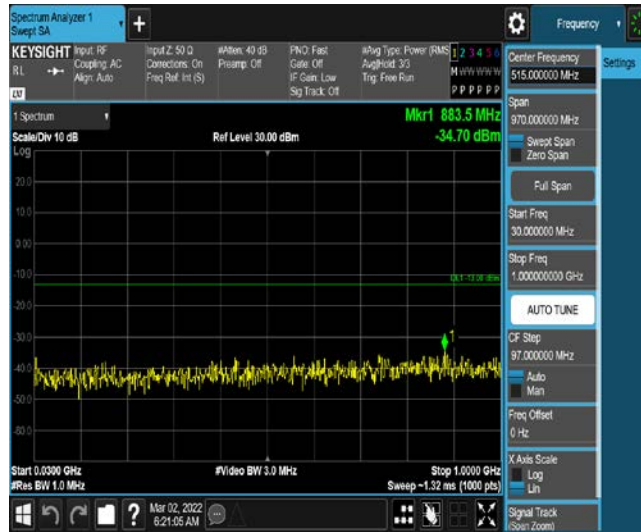 Spectrum Analyzer 1
Swept SA
+
Frequency
KEYSIGHT
RL
LXI
Input: RF
Coupling: AC
Align: Auto
Input Z: 50 Ω
Corrections: On
Freq Ref: Int (S)
#Atten: 40 dB
Preamp: Off
PNO: Fast
Gate: Off
IF Gain: Low
Sig Track: Off
#Avg Type: Power (RMS
Avg|Hold: 3/3
Trig: Free Run
1 2 3 4 5 6
M W W W W W
P P P P P P
1 Spectrum
Scale/Div 10 dB
Log
Ref Level 30.00 dBm
Mkr1 883.5 MHz
-34.70 dBm
20.0
10.0
0.00
-10.0
DL1 -13.00 dBm
-20.0
-30.0
1
-40.0
-50.0
-60.0
Start 0.0300 GHz
#Res BW 1.0 MHz
#Video BW 3.0 MHz
Stop 1.0000 GHz
Sweep ~1.32 ms (1000 pts)
?
Mar 02, 2022
6:21:05 AM
Settings
Center Frequency
515.000000 MHz
Span
970.000000 MHz
Swept Span
Zero Span
Full Span
Start Freq
30.000000 MHz
Stop Freq
1.000000000 GHz
AUTO TUNE
CF Step
97.000000 MHz
Auto
Man
Freq Offset
0 Hz
X Axis Scale
Log
Lin
Signal Track
(Span Zoom)